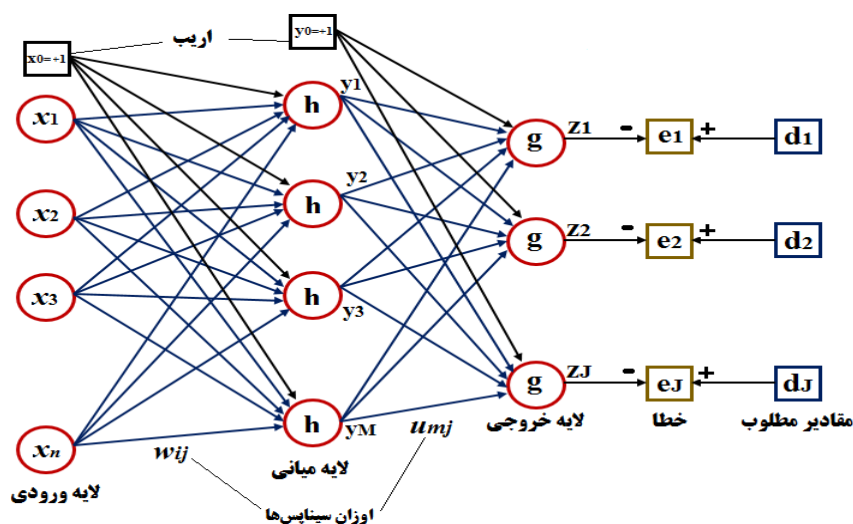 اریب
x0=+1
y0=+1
x1
x2
x3
xn
h
h
h
h
y1
y2
y3
yM
g
g
g
z1
z2
zJ
-
-
-
e1
e2
eJ
+
+
+
d1
d2
dJ
wij
umj
لایه ورودی
لایه میانی
لایه خروجی
خطا
مقادیر مطلوب
اوزان سیناپس‌ها